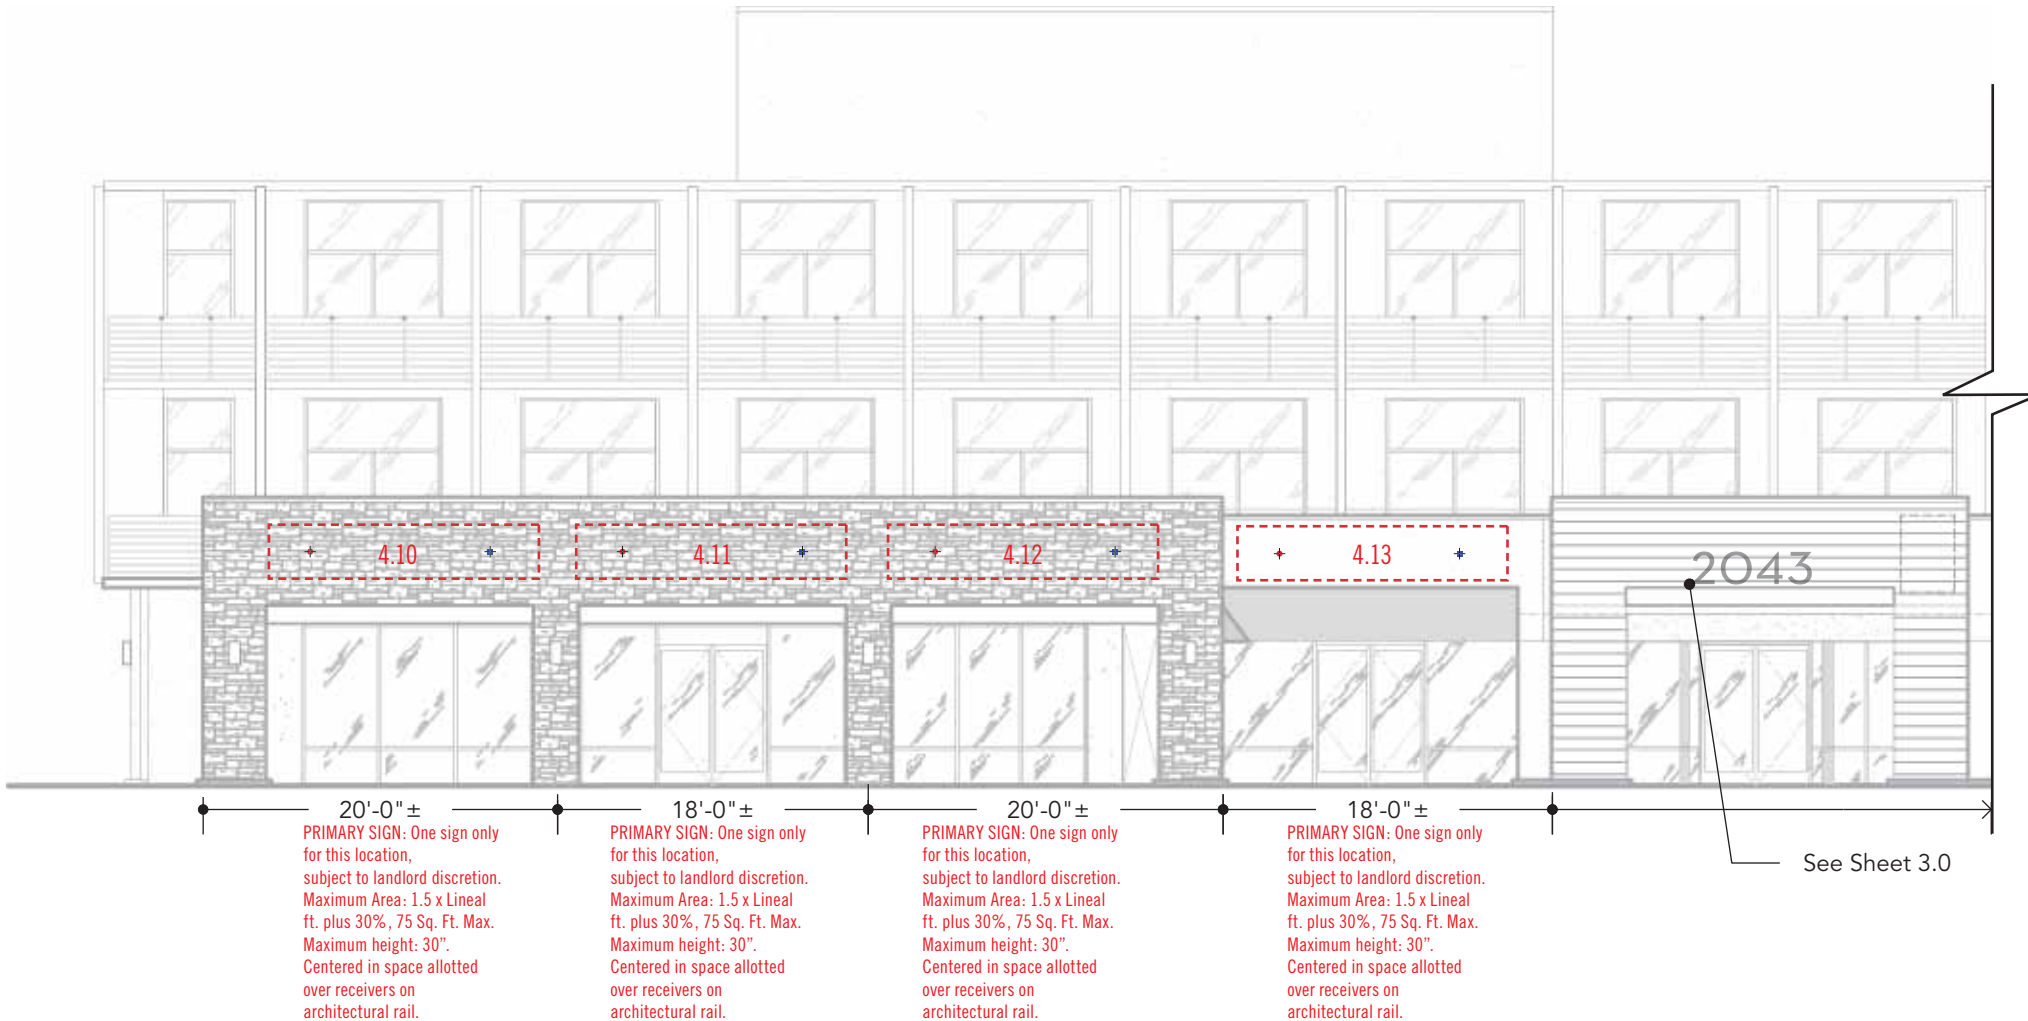 4.10
4.11
4.12
4.13
2043
20'-0"±
18'-0"±
20'-0"±
18'-0"±
PRIMARY SIGN: One sign only
for this location,
subject to landlord discretion.
Maximum Area: 1.5 x Lineal
ft. plus 30%, 75 Sq. Ft. Max.
Maximum height: 30”.
Centered in space allotted
over receivers on
architectural rail.
PRIMARY SIGN: One sign only
for this location,
subject to landlord discretion.
Maximum Area: 1.5 x Lineal
ft. plus 30%, 75 Sq. Ft. Max.
Maximum height: 30”.
Centered in space allotted
over receivers on
architectural rail.
PRIMARY SIGN: One sign only
for this location,
subject to landlord discretion.
Maximum Area: 1.5 x Lineal
ft. plus 30%, 75 Sq. Ft. Max.
Maximum height: 30”.
Centered in space allotted
over receivers on
architectural rail.
PRIMARY SIGN: One sign only
for this location,
subject to landlord discretion.
Maximum Area: 1.5 x Lineal
ft. plus 30%, 75 Sq. Ft. Max.
Maximum height: 30”.
Centered in space allotted
over receivers on
architectural rail.
See Sheet 3.0